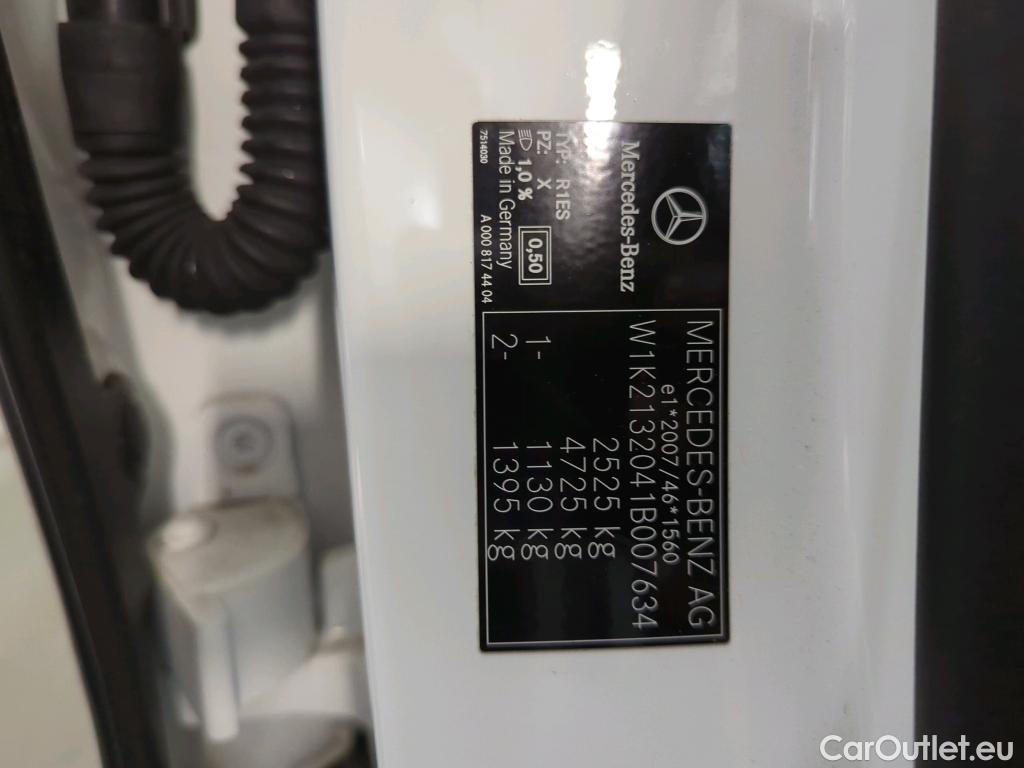 Mercedes-Benz
TYP: R1ES
PZ: X
1,0 % 0,50
Made in Germany
7514030 A 000 817 44 04
MERCEDES-BENZ AG
e1*2007/46*1560
W1K2132041B007634
2525 kg
4725 kg
1- 1130 kg
2- 1395 kg
CarOutlet.eu